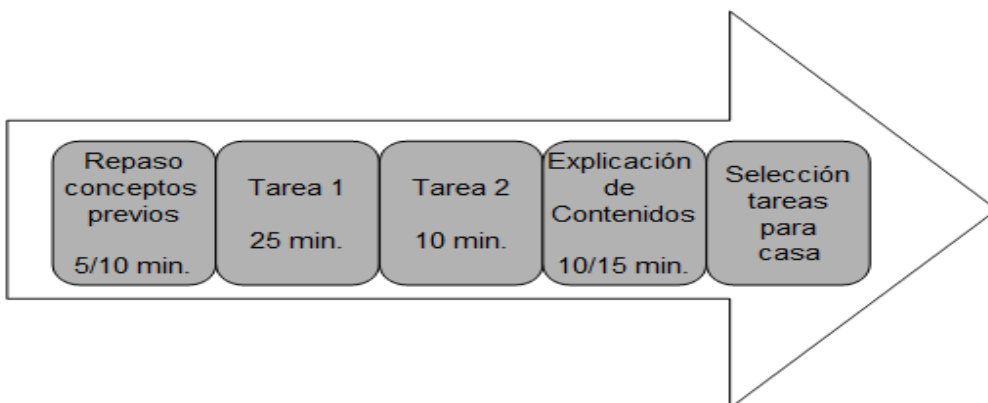 Repaso
conceptos
previos
5/10 min.
Tarea 1
25 min.
Tarea 2
10 min.
Explicación
de
Contenidos
10/15 min.
Selección
tareas
para
casa